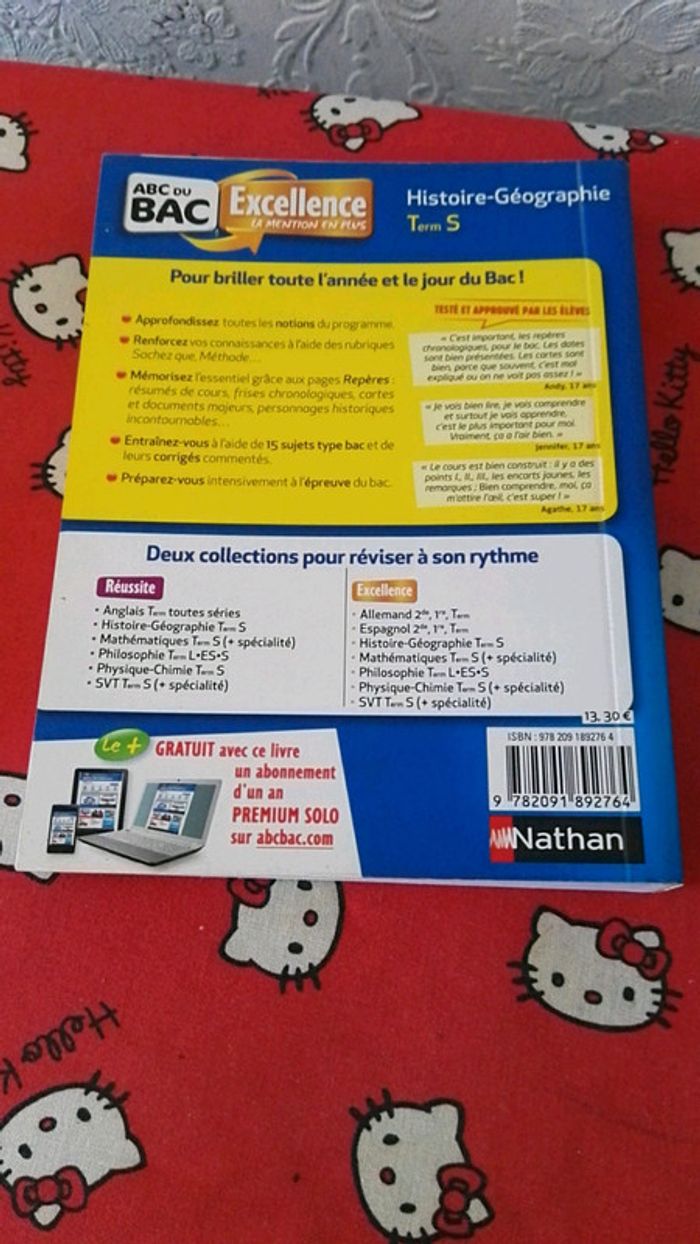 ABC DU
BAC
Excellence
LA MENTION EN PLUS
Histoire-Géographie
Term S
Pour briller toute l'année et le jour du Bac !
Approfondissez toutes les notions du programme.
Renforcez vos connaissances à l'aide des rubriques
Sachez que, Méthode...
Mémorisez l'essentiel grâce aux pages Repères :
résumés de cours, frises chronologiques, cartes
et documents majeurs, personnages historiques
incontournables...
Entraînez-vous à l'aide de 15 sujets type bac et de
leurs corrigés commentés.
Préparez-vous intensivement à l'épreuve du bac.
TESTÉ ET APPROUVÉ PAR LES ÉLÈVES
« C'est important, les repères
chronologiques, pour le bac. Les dates
sont bien présentées. Les cartes sont
bien, parce que souvent, c'est mal
expliqué ou on ne voit pas assez ! »
Andy, 17 ans
« Je vois bien lire, je vois comprendre
et surtout je vois apprendre,
c'est le plus important pour moi.
Vraiment, ça a l'air bien. »
Jennifer, 17 ans
« Le cours est bien construit : il y a des
points I., II., III., les encarts jaunes, les
remarques ; Bien comprendre, moi, ça
m'attire l'œil, c'est super ! »
Agathe, 17 ans
Deux collections pour réviser à son rythme
Réussite
• Anglais Term toutes séries
• Histoire-Géographie Term S
• Mathématiques Term S (+ spécialité)
• Philosophie Term L•ES•S
• Physique-Chimie Term S
• SVT Term S (+ spécialité)
Excellence
• Allemand 2de, 1re, Term
• Espagnol 2de, 1re, Term
• Histoire-Géographie Term S
• Mathématiques Term S (+ spécialité)
• Philosophie Term L•ES•S
• Physique-Chimie Term S (+ spécialité)
• SVT Term S (+ spécialité)
13,30 €
Le +
GRATUIT avec ce livre
un abonnement
d'un an
PREMIUM SOLO
sur abcbac.com
ISBN : 978 209 189276 4
9 782091 892764
Nathan
Hello Kitty
Kitty
Hello K